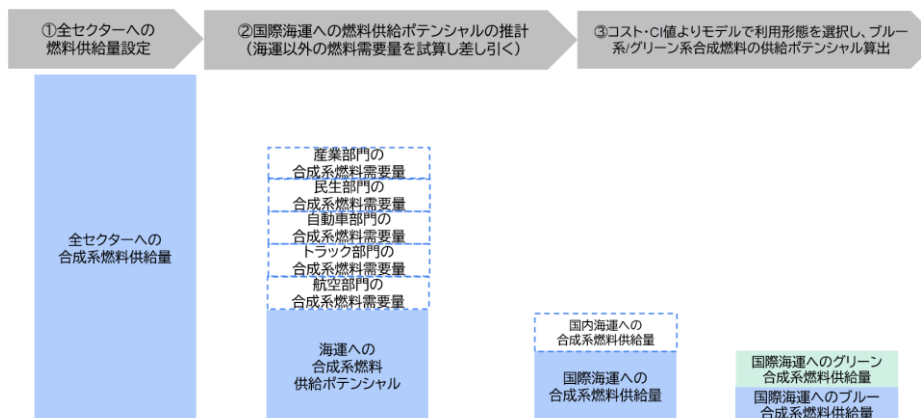 ①全セクターへの
燃料供給量設定
②国際海運への燃料供給ポテンシャルの推計
（海運以外の燃料需要量を試算し差し引く）
③コスト・CI値よりモデルで利用形態を選択し、ブルー
系/グリーン系合成燃料の供給ポテンシャル算出
全セクターへの
合成系燃料供給量
産業部門の
合成系燃料需要量
民生部門の
合成系燃料需要量
自動車部門の
合成系燃料需要量
トラック部門の
合成系燃料需要量
航空部門の
合成系燃料需要量
海運への
合成系燃料
供給ポテンシャル
国内海運への
合成系燃料供給量
国際海運への
合成系燃料供給量
国際海運へのグリーン
合成系燃料供給量
国際海運へのブルー
合成系燃料供給量